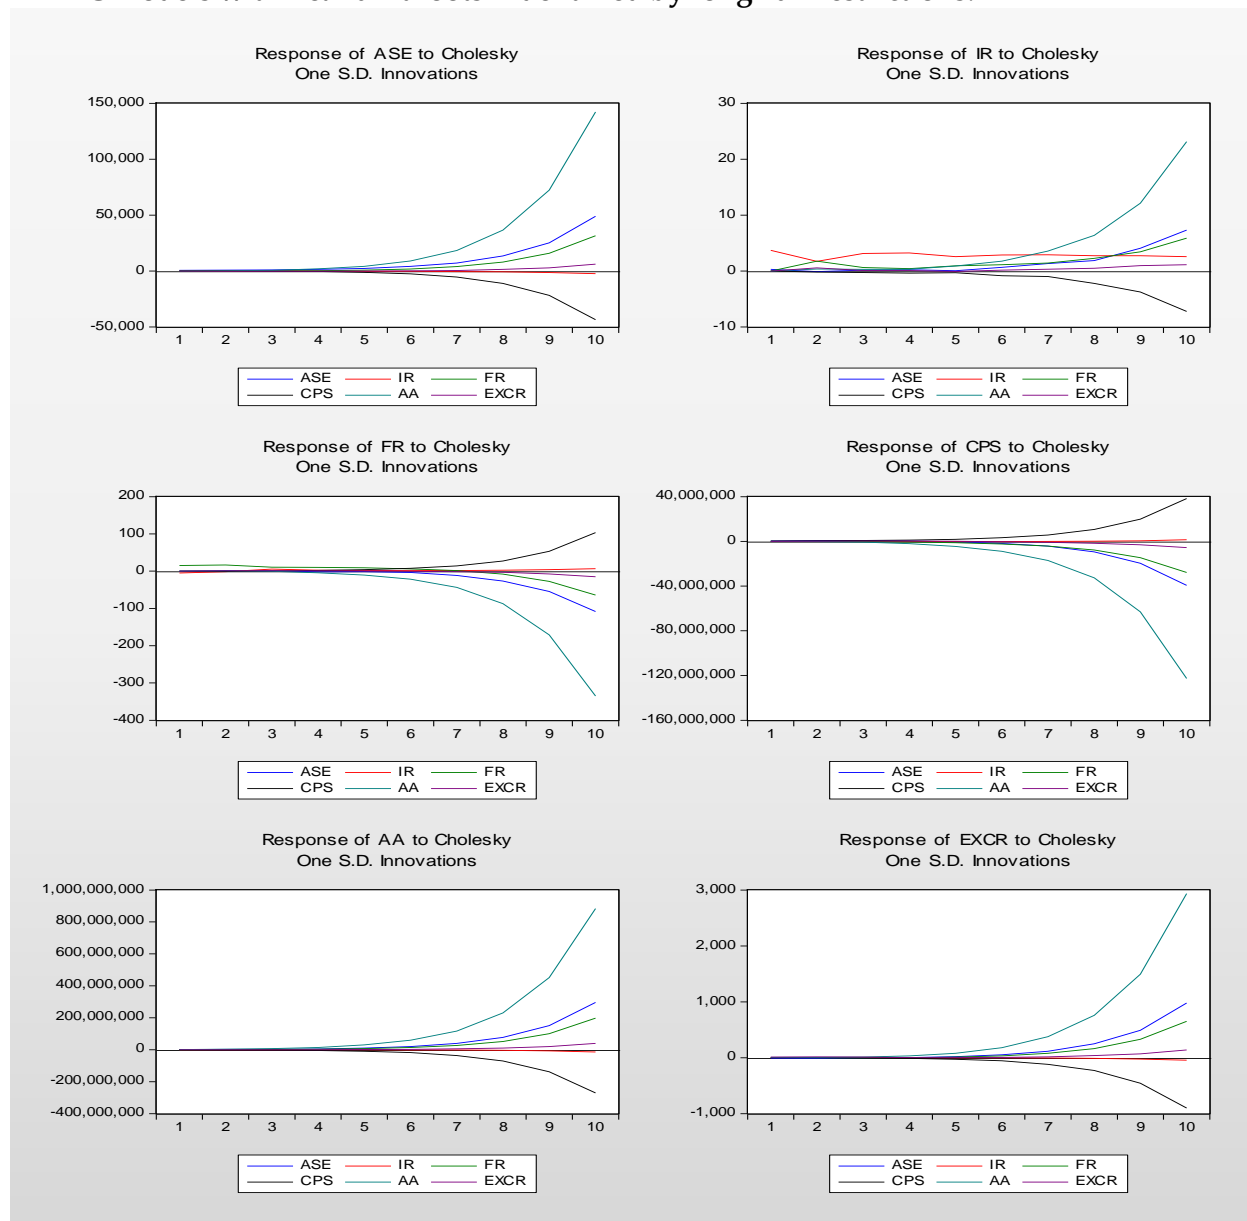 Response of ASE to Cholesky
One S.D. Innovations
150,000
100,000
50,000
0
-50,000
1 2 3 4 5 6 7 8 9 10
ASE IR FR
CPS AA EXCR
Response of IR to Cholesky
One S.D. Innovations
30
20
10
0
-10
1 2 3 4 5 6 7 8 9 10
ASE IR FR
CPS AA EXCR
Response of FR to Cholesky
One S.D. Innovations
200
100
0
-100
-200
-300
-400
1 2 3 4 5 6 7 8 9 10
ASE IR FR
CPS AA EXCR
Response of CPS to Cholesky
One S.D. Innovations
40,000,000
0
-40,000,000
-80,000,000
-120,000,000
-160,000,000
1 2 3 4 5 6 7 8 9 10
ASE IR FR
CPS AA EXCR
Response of AA to Cholesky
One S.D. Innovations
1,000,000,000
800,000,000
600,000,000
400,000,000
200,000,000
0
-200,000,000
-400,000,000
1 2 3 4 5 6 7 8 9 10
ASE IR FR
CPS AA EXCR
Response of EXCR to Cholesky
One S.D. Innovations
3,000
2,000
1,000
0
-1,000
1 2 3 4 5 6 7 8 9 10
ASE IR FR
CPS AA EXCR